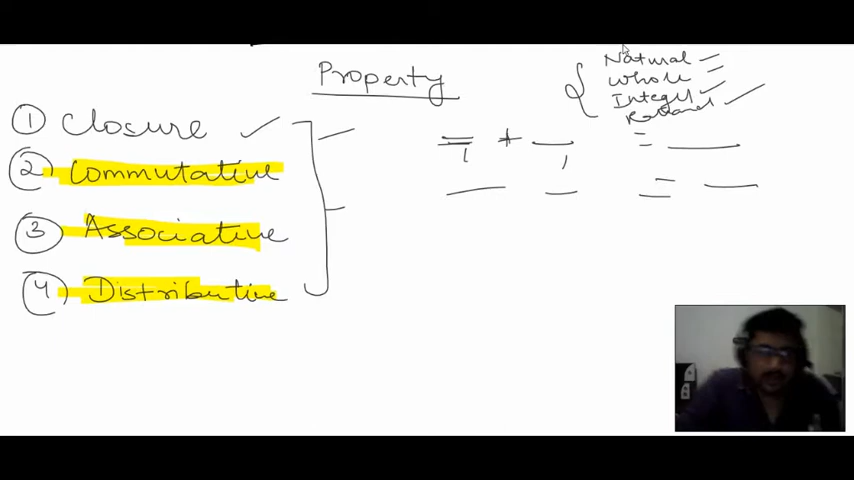 Property
Natural
Whole
Integer
Rational
① Closure
② Commutative
③ Associative
④ Distributive
+ =
=